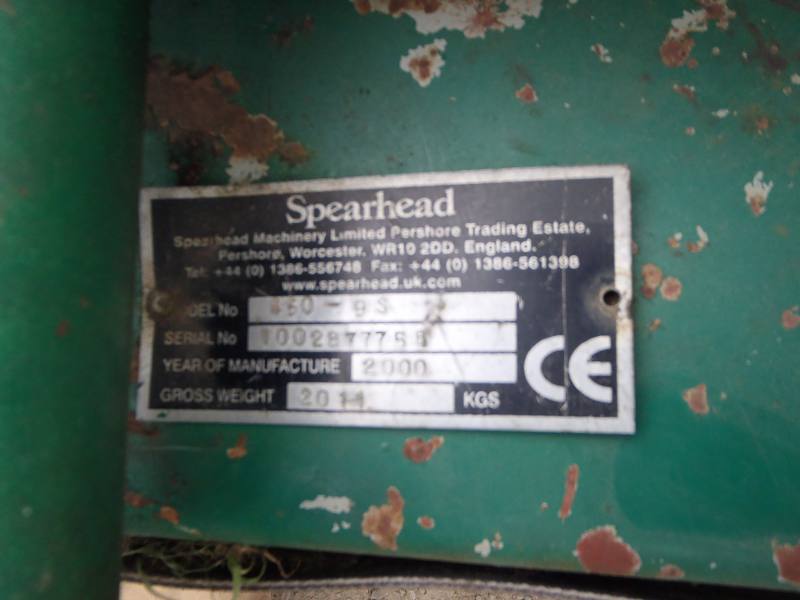 Spearhead
Spearhead Machinery Limited Pershore Trading Estate,
Pershore, Worcester, WR10 2DD, England.
Tel: +44 (0) 1386-556748 Fax: +44 (0) 1386-561398
www.spearhead.uk.com
No
SERIAL No
YEAR OF MANUFACTURE 2000
GROSS WEIGHT 2011 KGS
CE